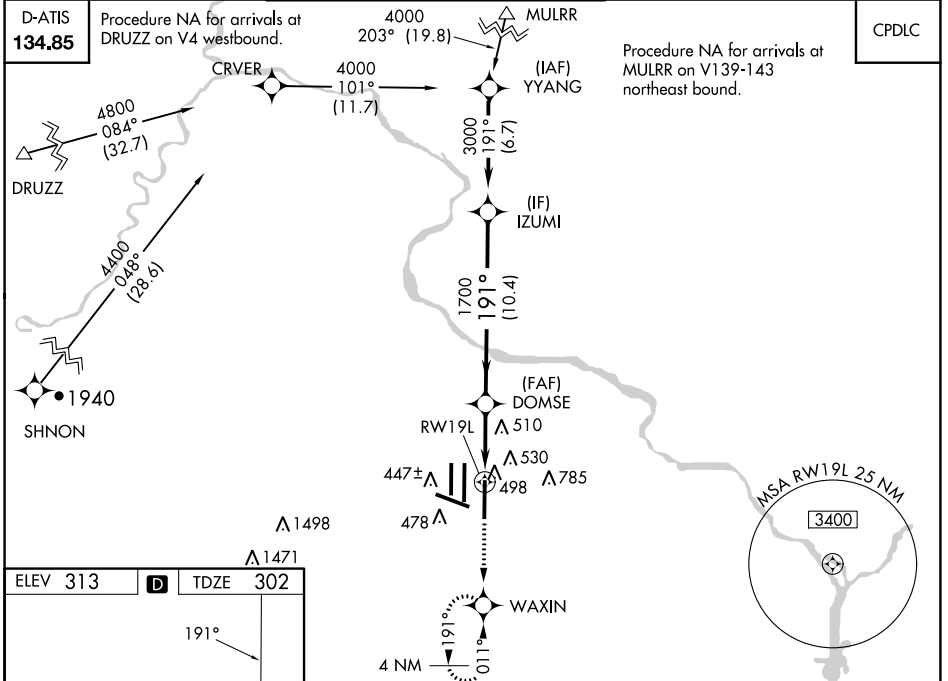 D-ATIS
134.85
Procedure NA for arrivals at
DRUZZ on V4 westbound.
4000
203° (19.8)
MULRR
Procedure NA for arrivals at
MULRR on V139-143
northeast bound.
CPDLC
CRVER
4000
101°
(11.7)
(IAF)
YYANG
4800
084°
(32.7)
DRUZZ
3000
191°
(6.7)
(IF)
IZUMI
4400
048°
(28.6)
1700
191°
(10.4)
1940
SHNON
(FAF)
DOMSE
RW19L
510
530
447±
498
785
478
1498
1471
MSA RW19L 25 NM
3400
ELEV 313
D
TDZE 302
191°
WAXIN
191°
011°
4 NM